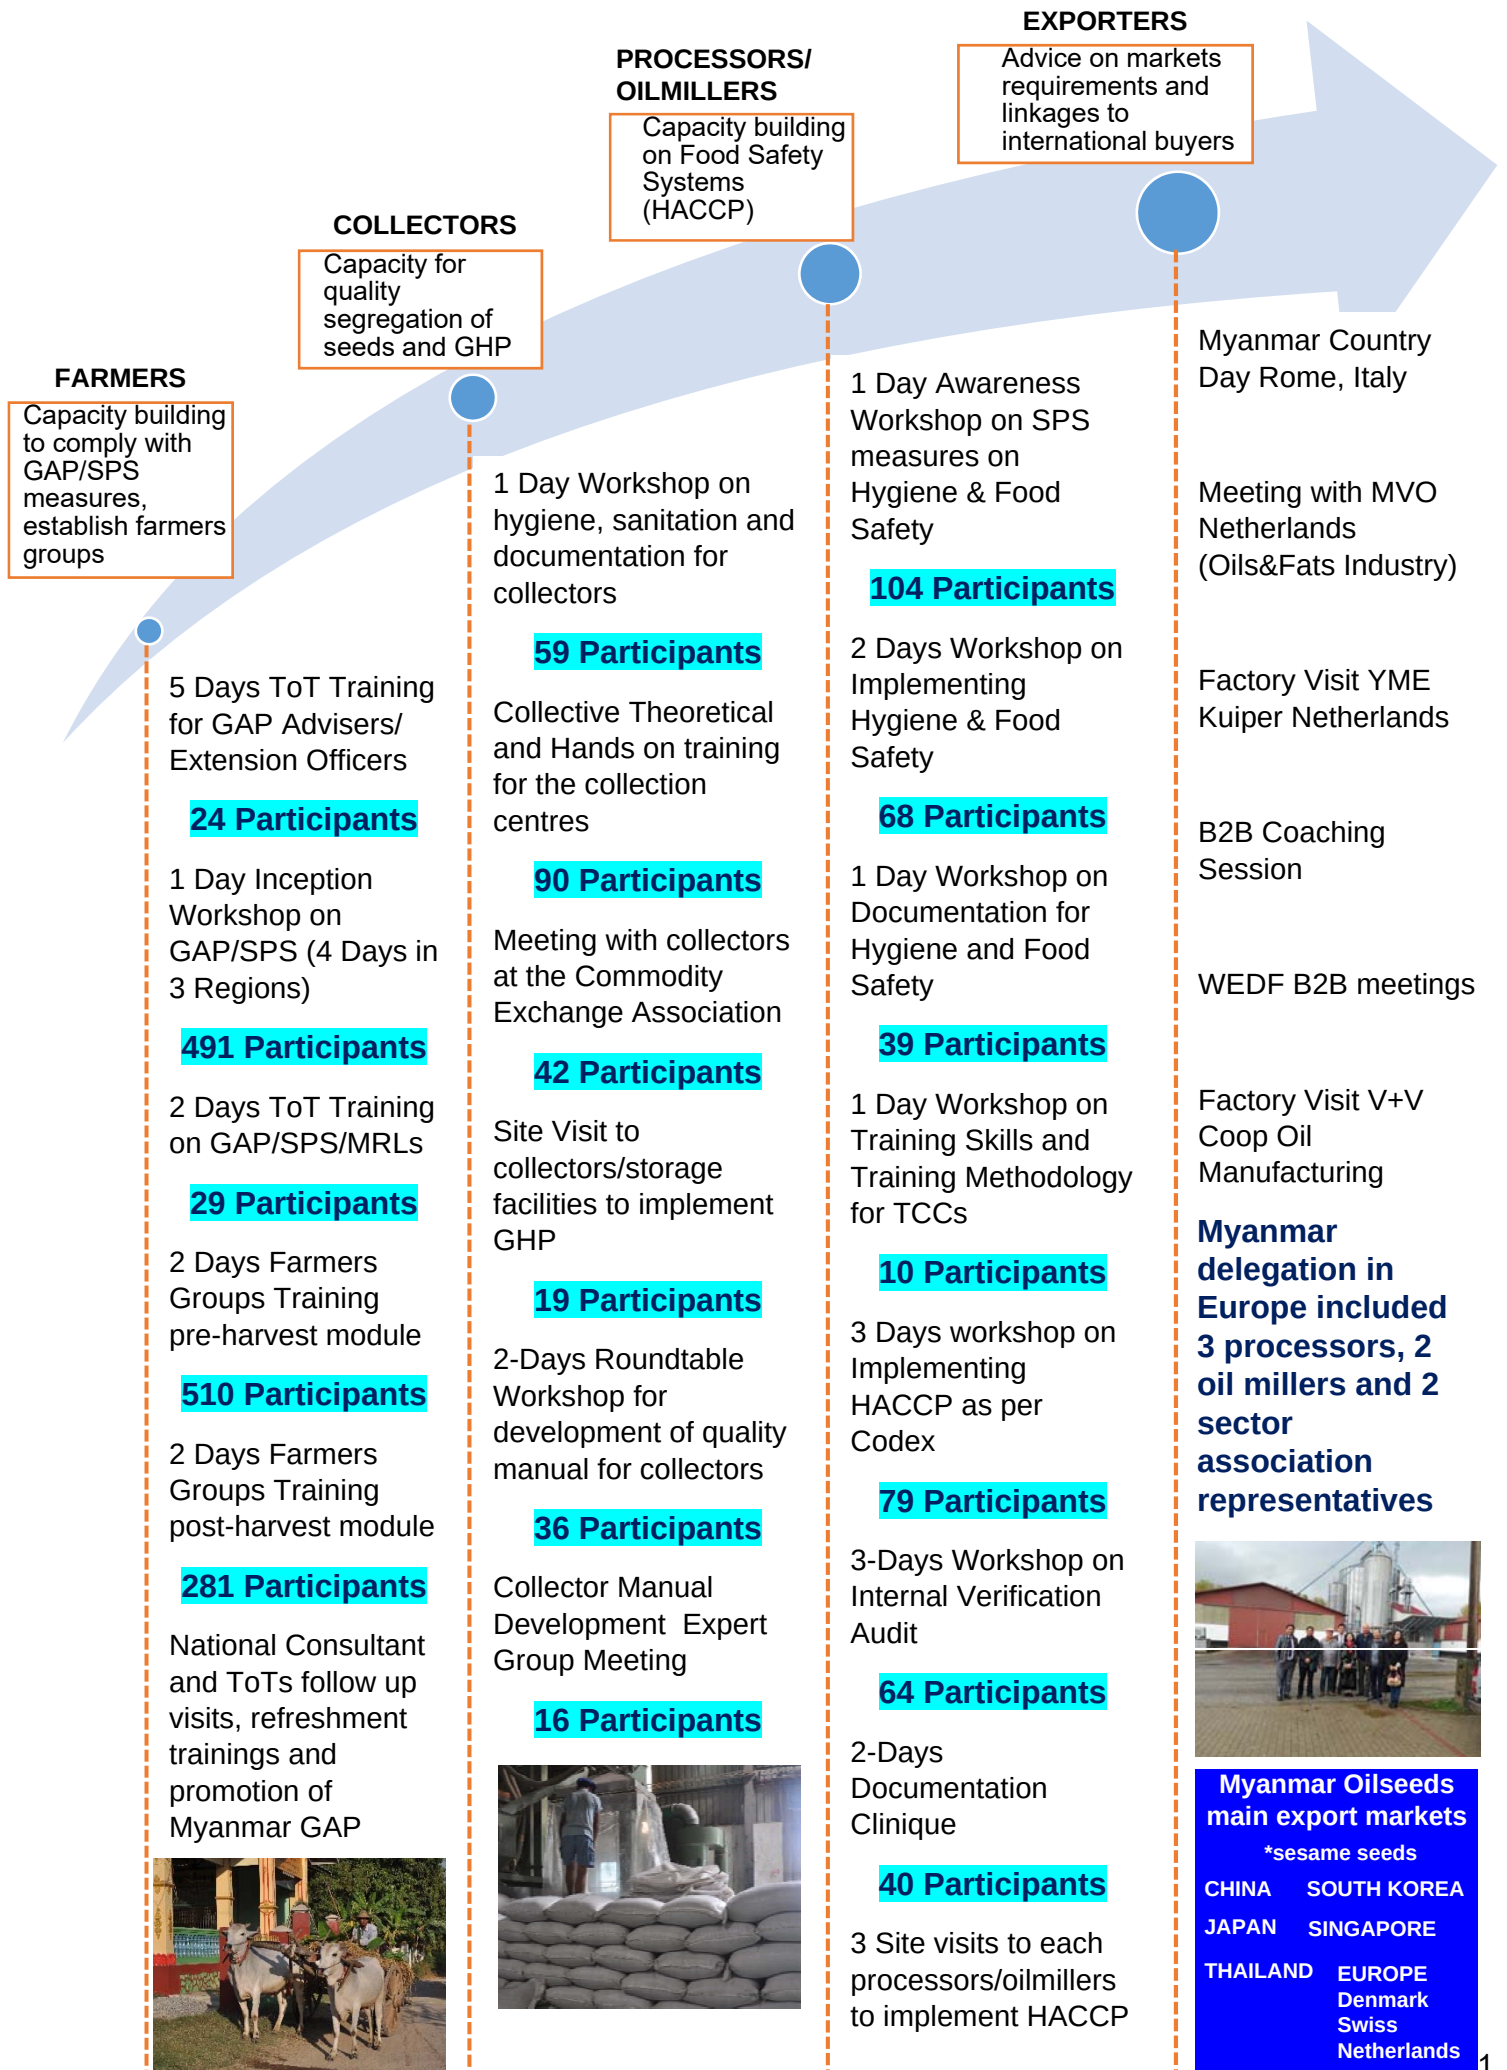 EXPORTERS
Advice on markets
requirements and
linkages to
international buyers
PROCESSORS/
OILMILLERS
Capacity building
on Food Safety
Systems
(HACCP)
COLLECTORS
Capacity for
quality
segregation of
seeds and GHP
FARMERS
Capacity building
to comply with
GAP/SPS
measures,
establish farmers
groups
5 Days ToT Training
for GAP Advisers/
Extension Officers
24 Participants
1 Day Inception
Workshop on
GAP/SPS (4 Days in
3 Regions)
491 Participants
2 Days ToT Training
on GAP/SPS/MRLs
29 Participants
2 Days Farmers
Groups Training
pre-harvest module
510 Participants
2 Days Farmers
Groups Training
post-harvest module
281 Participants
National Consultant
and ToTs follow up
visits, refreshment
trainings and
promotion of
Myanmar GAP
1 Day Workshop on
hygiene, sanitation and
documentation for
collectors
59 Participants
Collective Theoretical
and Hands on training
for the collection
centres
90 Participants
Meeting with collectors
at the Commodity
Exchange Association
42 Participants
Site Visit to
collectors/storage
facilities to implement
GHP
19 Participants
2-Days Roundtable
Workshop for
development of quality
manual for collectors
36 Participants
Collector Manual
Development Expert
Group Meeting
16 Participants
1 Day Awareness
Workshop on SPS
measures on
Hygiene & Food
Safety
104 Participants
2 Days Workshop on
Implementing
Hygiene & Food
Safety
68 Participants
1 Day Workshop on
Documentation for
Hygiene and Food
Safety
39 Participants
1 Day Workshop on
Training Skills and
Training Methodology
for TCCs
10 Participants
3 Days workshop on
Implementing
HACCP as per
Codex
79 Participants
3-Days Workshop on
Internal Verification
Audit
64 Participants
2-Days
Documentation
Clinique
40 Participants
3 Site visits to each
processors/oilmillers
to implement HACCP
Myanmar Country
Day Rome, Italy
Meeting with MVO
Netherlands
(Oils&Fats Industry)
Factory Visit YME
Kuiper Netherlands
B2B Coaching
Session
WEDF B2B meetings
Factory Visit V+V
Coop Oil
Manufacturing
Myanmar
delegation in
Europe included
3 processors, 2
oil millers and 2
sector
association
representatives
Myanmar Oilseeds
main export markets
*sesame seeds
CHINA SOUTH KOREA
JAPAN SINGAPORE
THAILAND EUROPE
Denmark
Swiss
Netherlands
1